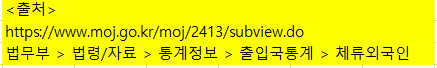 <출처>
https://www.moj.go.kr/moj/2413/subview.do
법무부 > 법령/자료 > 통계정보 > 출입국통계 > 체류외국인